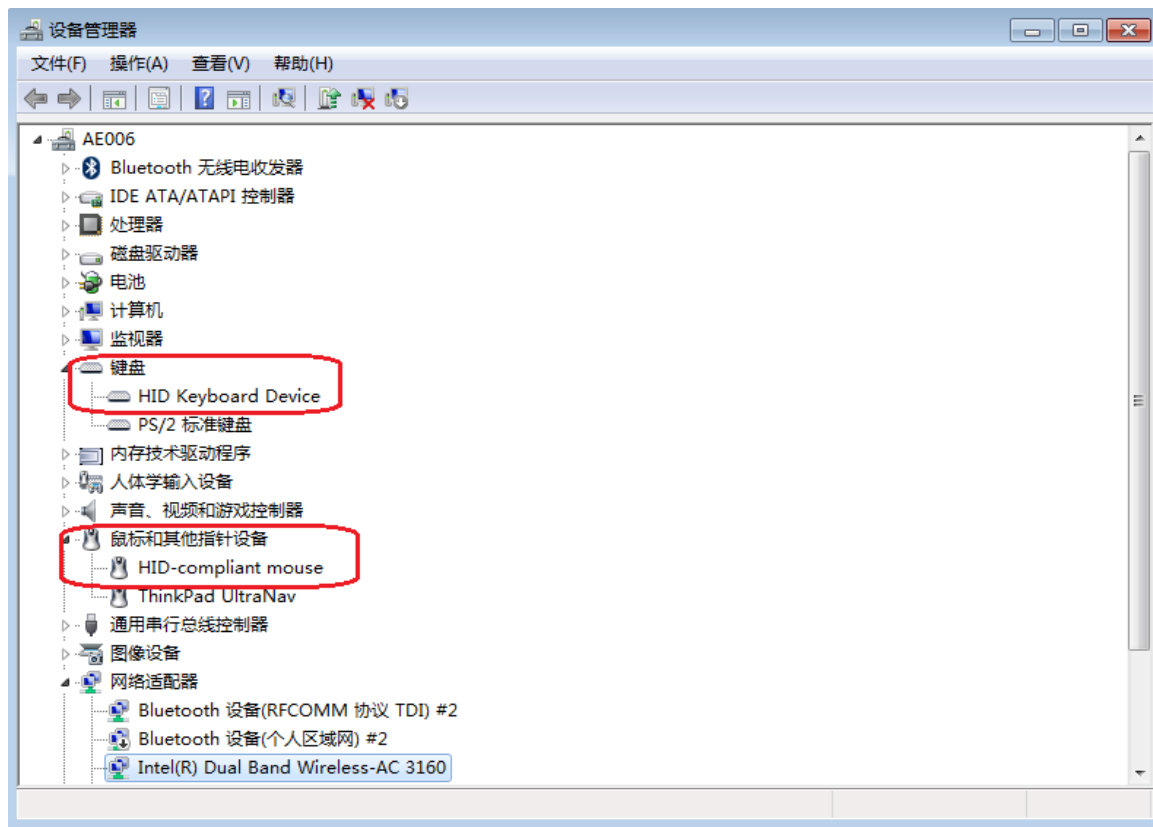 设备管理器
文件(F) 操作(A) 查看(V) 帮助(H)
AE006
Bluetooth 无线电收发器
IDE ATA/ATAPI 控制器
处理器
磁盘驱动器
电池
计算机
监视器
键盘
HID Keyboard Device
PS/2 标准键盘
内存技术驱动程序
人体学输入设备
声音、视频和游戏控制器
鼠标和其他指针设备
HID-compliant mouse
ThinkPad UltraNav
通用串行总线控制器
图像设备
网络适配器
Bluetooth 设备(RFCOMM 协议 TDI) #2
Bluetooth 设备(个人区域网) #2
Intel(R) Dual Band Wireless-AC 3160